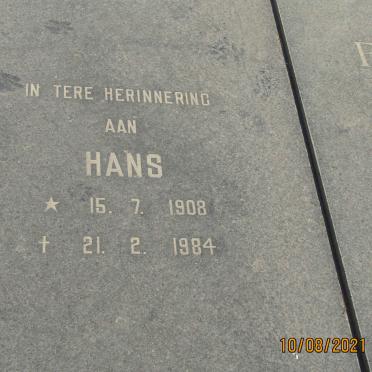 IN TERE HERINNERING
AAN
HANS
★ 15. 7. 1908
† 21. 2. 1984
10/08/2021